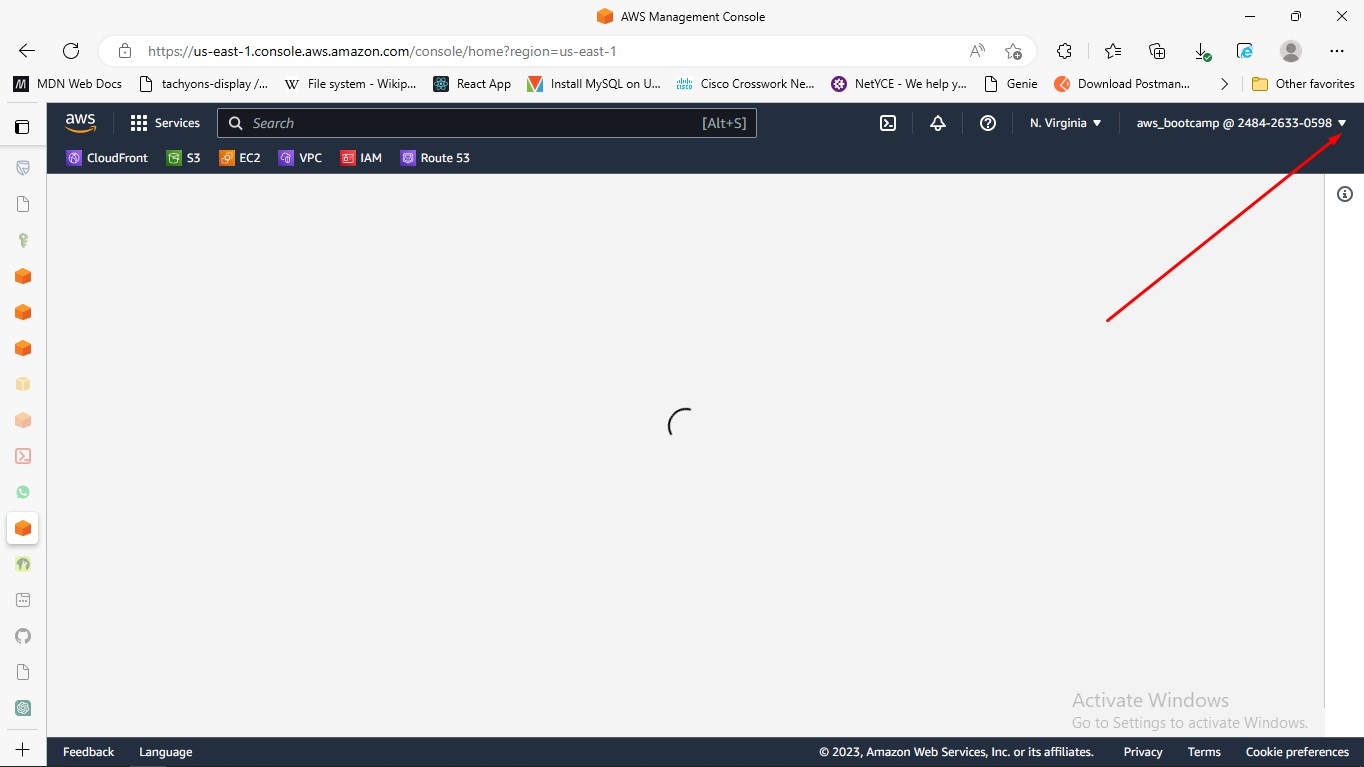 AWS Management Console
https://us-east-1.console.aws.amazon.com/console/home?region=us-east-1
MDN Web Docs
tachyons-display /...
W File system - Wikip...
React App
Install MySQL on U...
Cisco Crosswork Ne...
NetYCE - We help y...
Genie
Download Postman...
Other favorites
aws
Services
Search
[Alt+S]
N. Virginia
aws_bootcamp @ 2484-2633-0598
CloudFront
S3
EC2
VPC
IAM
Route 53
Activate Windows
Go to Settings to activate Windows.
Feedback
Language
© 2023, Amazon Web Services, Inc. or its affiliates.
Privacy
Terms
Cookie preferences